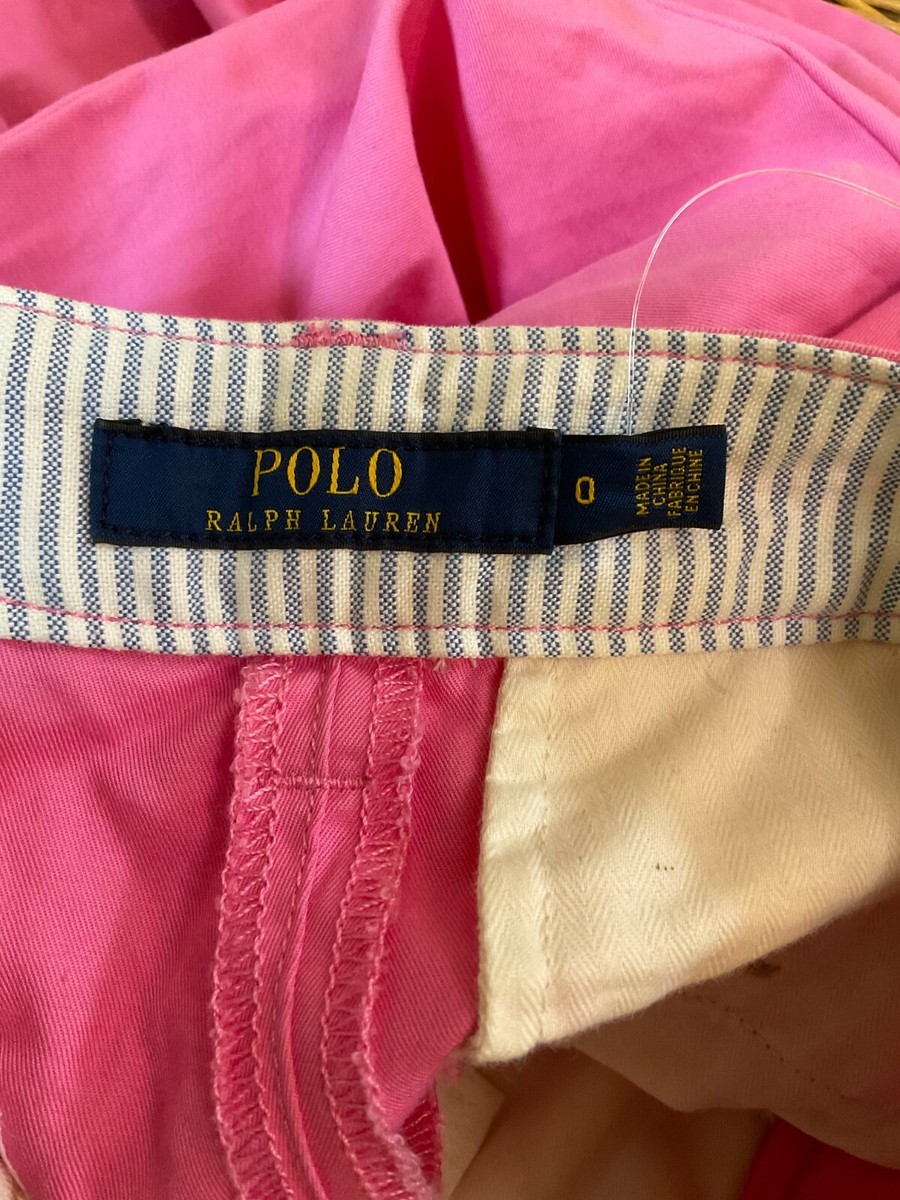 POLO
RALPH LAUREN
0
MADE IN
CHINA
FABRIQUE
EN CHINE